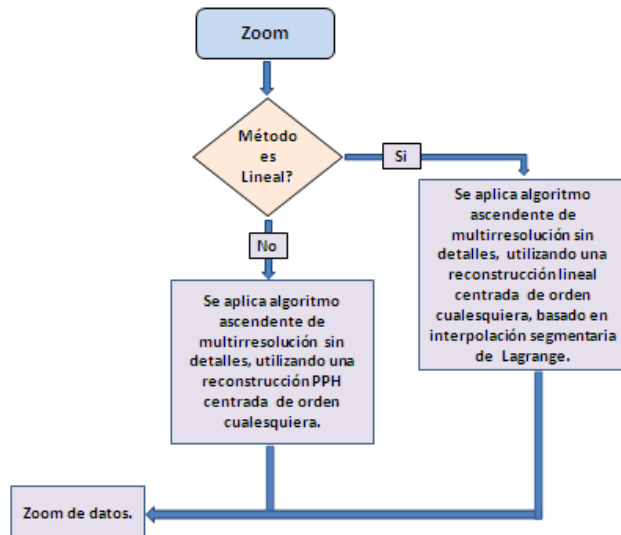 Zoom
Método
es
Lineal?
Si
No
Se aplica algoritmo
ascendente de
multirresolución sin
detalles, utilizando una
reconstrucción lineal
centrada de orden
cualesquiera, basado en
interpolación segmentaria
de Lagrange.
Se aplica algoritmo
ascendente de
multirresolución sin
detalles, utilizando una
reconstrucción PPH
centrada de orden
cualesquiera.
Zoom de datos.